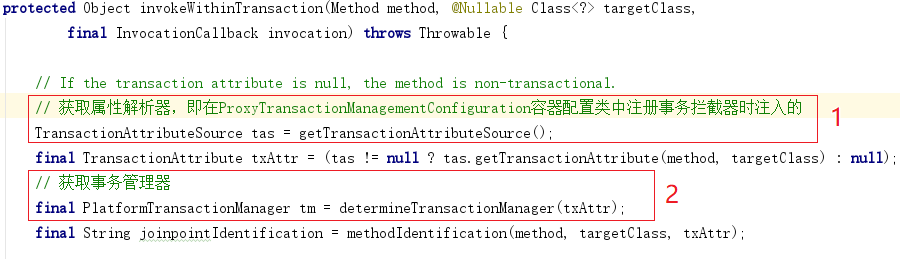 protected Object invokeWithinTransaction(Method method, @Nullable Class<?> targetClass,
final InvocationCallback invocation) throws Throwable {
// If the transaction attribute is null, the method is non-transactional.
// 获取属性解析器，即在ProxyTransactionManagementConfiguration容器配置类中注册事务拦截器时注入的
1
TransactionAttributeSource tas = getTransactionAttributeSource();
final TransactionAttribute txAttr = (tas != null ? tas.getTransactionAttribute(method, targetClass) : null);
// 获取事务管理器
2
final PlatformTransactionManager tm = determineTransactionManager(txAttr);
final String joinpointIdentification = methodIdentification(method, targetClass, txAttr);